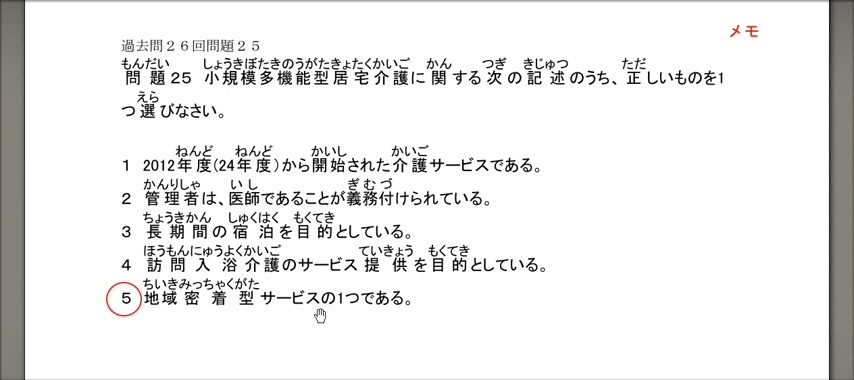 メモ
過去問２６回問題２５
もんだい しょうきぼたきのうがたきょたくかいご かん つぎ きじゅつ ただ
問題２５ 小規模多機能型居宅介護に関する次の記述のうち、正しいものを1
えら
つ選びなさい。
ねんど ねんど かいし かいご
1 2012年度(24年度)から開始された介護サービスである。
かんりしゃ いし ぎむづ
2 管理者は、医師であることが義務付けられている。
ちょうきかん しゅくはく もくてき
3 長期間の宿泊を目的としている。
ほうもんにゅうよくかいご ていきょう もくてき
4 訪問入浴介護のサービス提供を目的としている。
ちいきみっちゃくがた
5 地域密着型サービスの1つである。